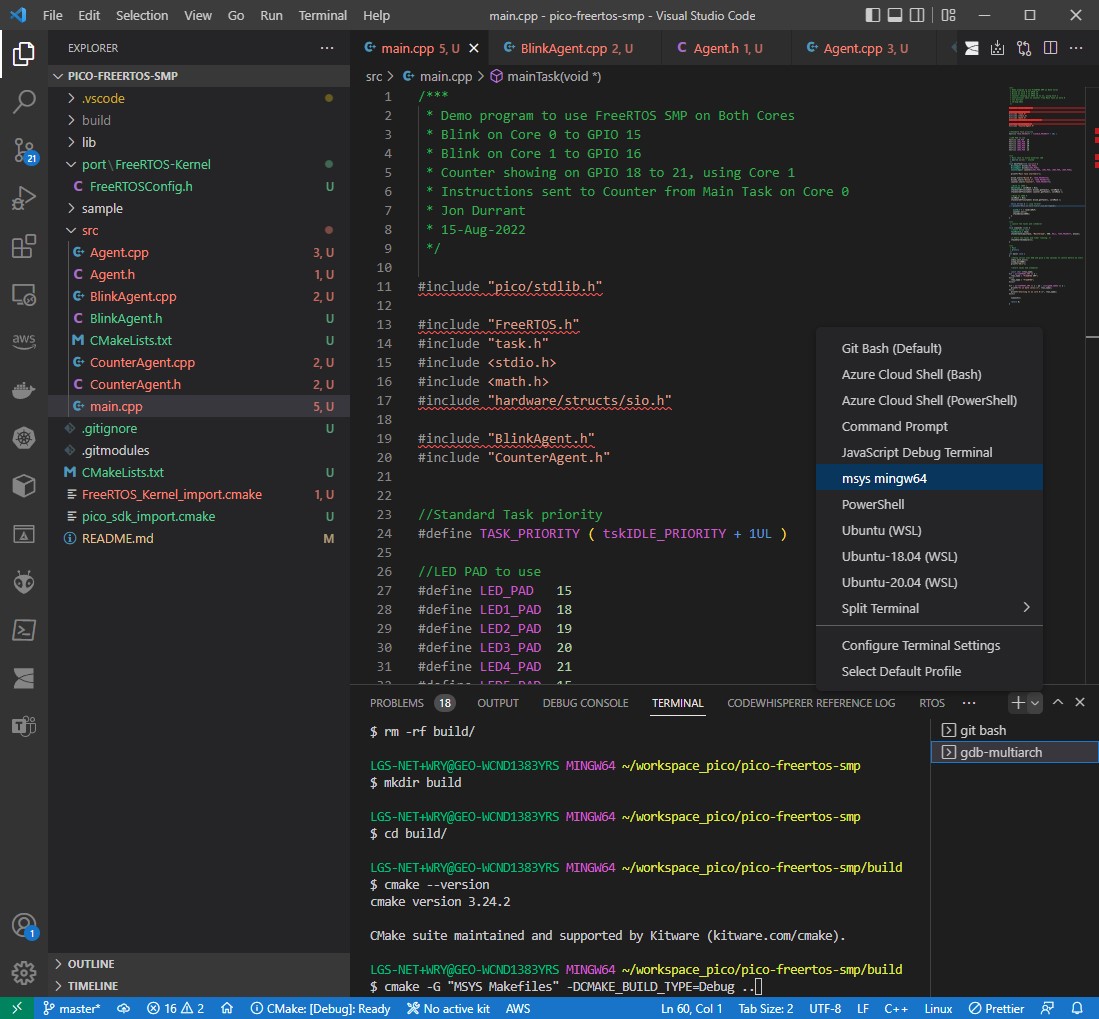 File Edit Selection View Go Run Terminal Help
main.cpp - pico-freertos-smp - Visual Studio Code
EXPLORER
PICO-FREERTOS-SMP
.vscode
build
lib
port\FreeRTOS-Kernel
FreeRTOSConfig.h U
sample
src
Agent.cpp 3, U
Agent.h 1, U
BlinkAgent.cpp 2, U
BlinkAgent.h U
CMakeLists.txt U
CounterAgent.cpp 2, U
CounterAgent.h 2, U
main.cpp 5, U
.gitignore U
.gitmodules
CMakeLists.txt U
FreeRTOS_Kernel_import.cmake 1, U
pico_sdk_import.cmake U
README.md M
OUTLINE
TIMELINE
21
aws
1
main.cpp 5, U
BlinkAgent.cpp 2, U
Agent.h 1, U
Agent.cpp 3, U
src > main.cpp > mainTask(void *)
1 /***
2 * Demo program to use FreeRTOS SMP on Both Cores
3 * Blink on Core 0 to GPIO 15
4 * Blink on Core 1 to GPIO 16
5 * Counter showing on GPIO 18 to 21, using Core 1
6 * Instructions sent to Counter from Main Task on Core 0
7 * Jon Durrant
8 * 15-Aug-2022
9 */
10
11 #include "pico/stdlib.h"
12
13 #include "FreeRTOS.h"
14 #include "task.h"
15 #include <stdio.h>
16 #include <math.h>
17 #include "hardware/structs/sio.h"
18
19 #include "BlinkAgent.h"
20 #include "CounterAgent.h"
21
22
23 //Standard Task priority
24 #define TASK_PRIORITY ( tskIDLE_PRIORITY + 1UL )
25
26 //LED PAD to use
27 #define LED_PAD 15
28 #define LED1_PAD 18
29 #define LED2_PAD 19
30 #define LED3_PAD 20
31 #define LED4_PAD 21
32 #define LED5_PAD 15
Git Bash (Default)
Azure Cloud Shell (Bash)
Azure Cloud Shell (PowerShell)
Command Prompt
JavaScript Debug Terminal
msys mingw64
PowerShell
Ubuntu (WSL)
Ubuntu-18.04 (WSL)
Ubuntu-20.04 (WSL)
Split Terminal
Configure Terminal Settings
Select Default Profile
PROBLEMS 18 OUTPUT DEBUG CONSOLE TERMINAL CODEWHISPERER REFERENCE LOG RTOS
$ rm -rf build/
LGS-NET+WRY@GEO-WCND1383YRS MINGW64 ~/workspace_pico/pico-freertos-smp
$ mkdir build
LGS-NET+WRY@GEO-WCND1383YRS MINGW64 ~/workspace_pico/pico-freertos-smp
$ cd build/
LGS-NET+WRY@GEO-WCND1383YRS MINGW64 ~/workspace_pico/pico-freertos-smp/build
$ cmake --version
cmake version 3.24.2
CMake suite maintained and supported by Kitware (kitware.com/cmake).
LGS-NET+WRY@GEO-WCND1383YRS MINGW64 ~/workspace_pico/pico-freertos-smp/build
$ cmake -G "MSYS Makefiles" -DCMAKE_BUILD_TYPE=Debug ..
git bash
gdb-multiarch
master* 16 2 CMake: [Debug]: Ready No active kit AWS Ln 60, Col 1 Tab Size: 2 UTF-8 LF C++ Linux Prettier